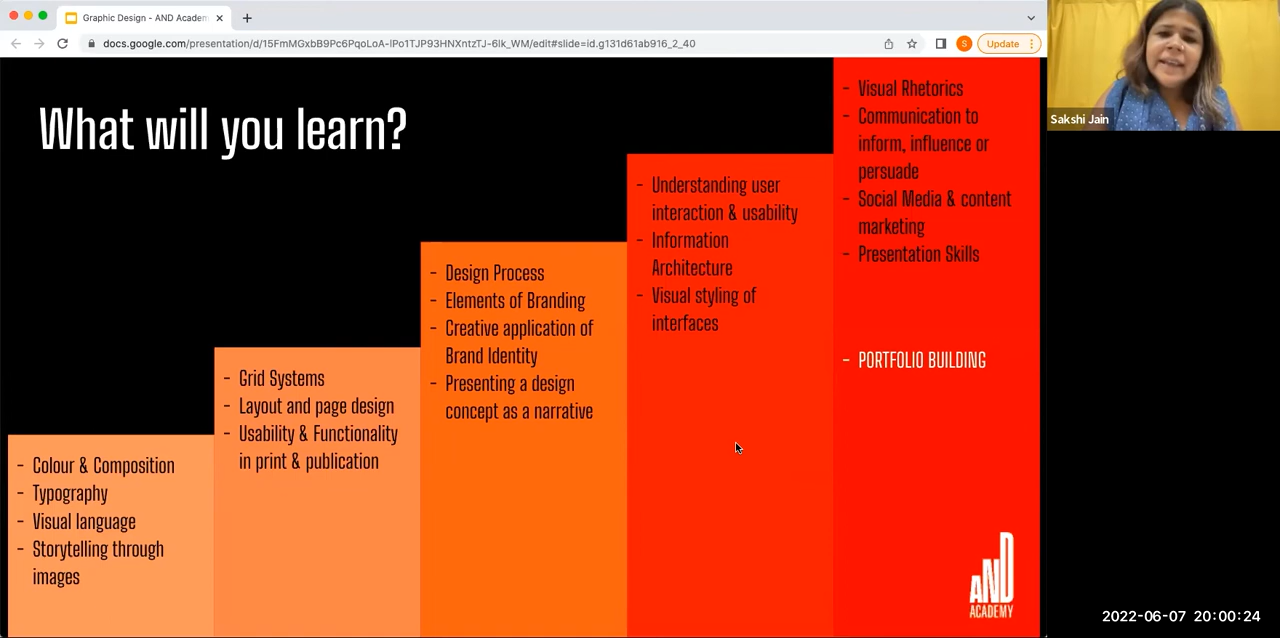 Graphic Design - AND Academ
docs.google.com/presentation/d/15FmMGxbB9Pc6PqoLoA-IPo1TJP93HNXntzTJ-6lk_WM/edit#slide=id.g131d61ab916_2_40
S
Update
What will you learn?
- Colour & Composition
- Typography
- Visual language
- Storytelling through
images
- Grid Systems
- Layout and page design
- Usability & Functionality
in print & publication
- Design Process
- Elements of Branding
- Creative application of
Brand Identity
- Presenting a design
concept as a narrative
- Understanding user
interaction & usability
- Information
Architecture
- Visual styling of
interfaces
- Visual Rhetorics
- Communication to
inform, influence or
persuade
- Social Media & content
marketing
- Presentation Skills
- PORTFOLIO BUILDING
AND
ACADEMY
Sakshi Jain
2022-06-07 20:00:24